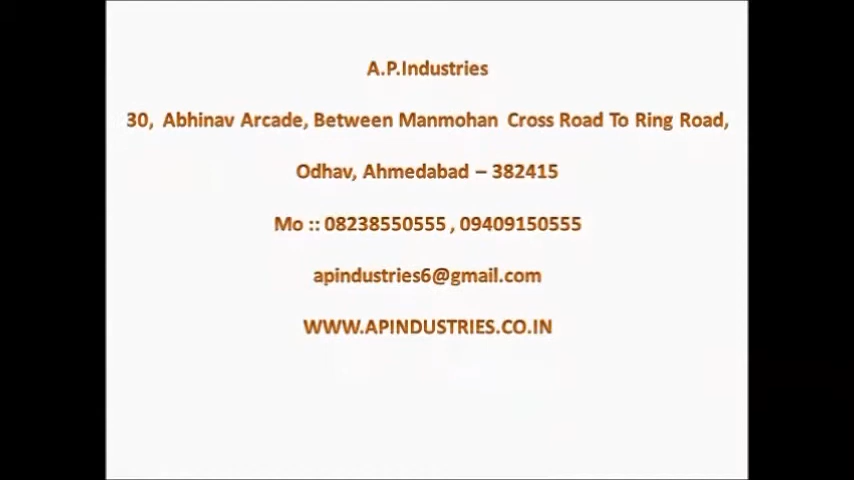 A.P.Industries
30, Abhinav Arcade, Between Manmohan Cross Road To Ring Road,
Odhav, Ahmedabad – 382415
Mo :: 08238550555 , 09409150555
apindustries6@gmail.com
WWW.APINDUSTRIES.CO.IN